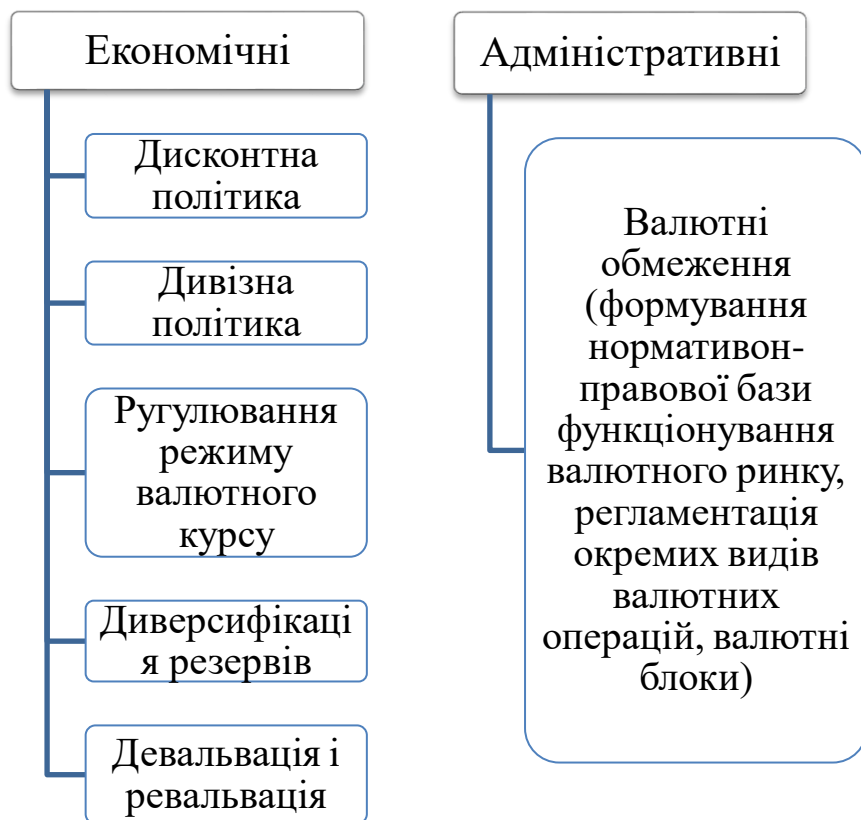 Економічні
Дисконтна
політика
Дивізна
політика
Ругулювання
режиму
валютного
курсу
Диверсифікаці
я резервів
Девальвація і
ревальвація
Адміністративні
Валютні
обмеження
(формування
нормативон-
правової бази
функціонування
валютного ринку,
регламентація
окремих видів
валютних
операцій, валютні
блоки)